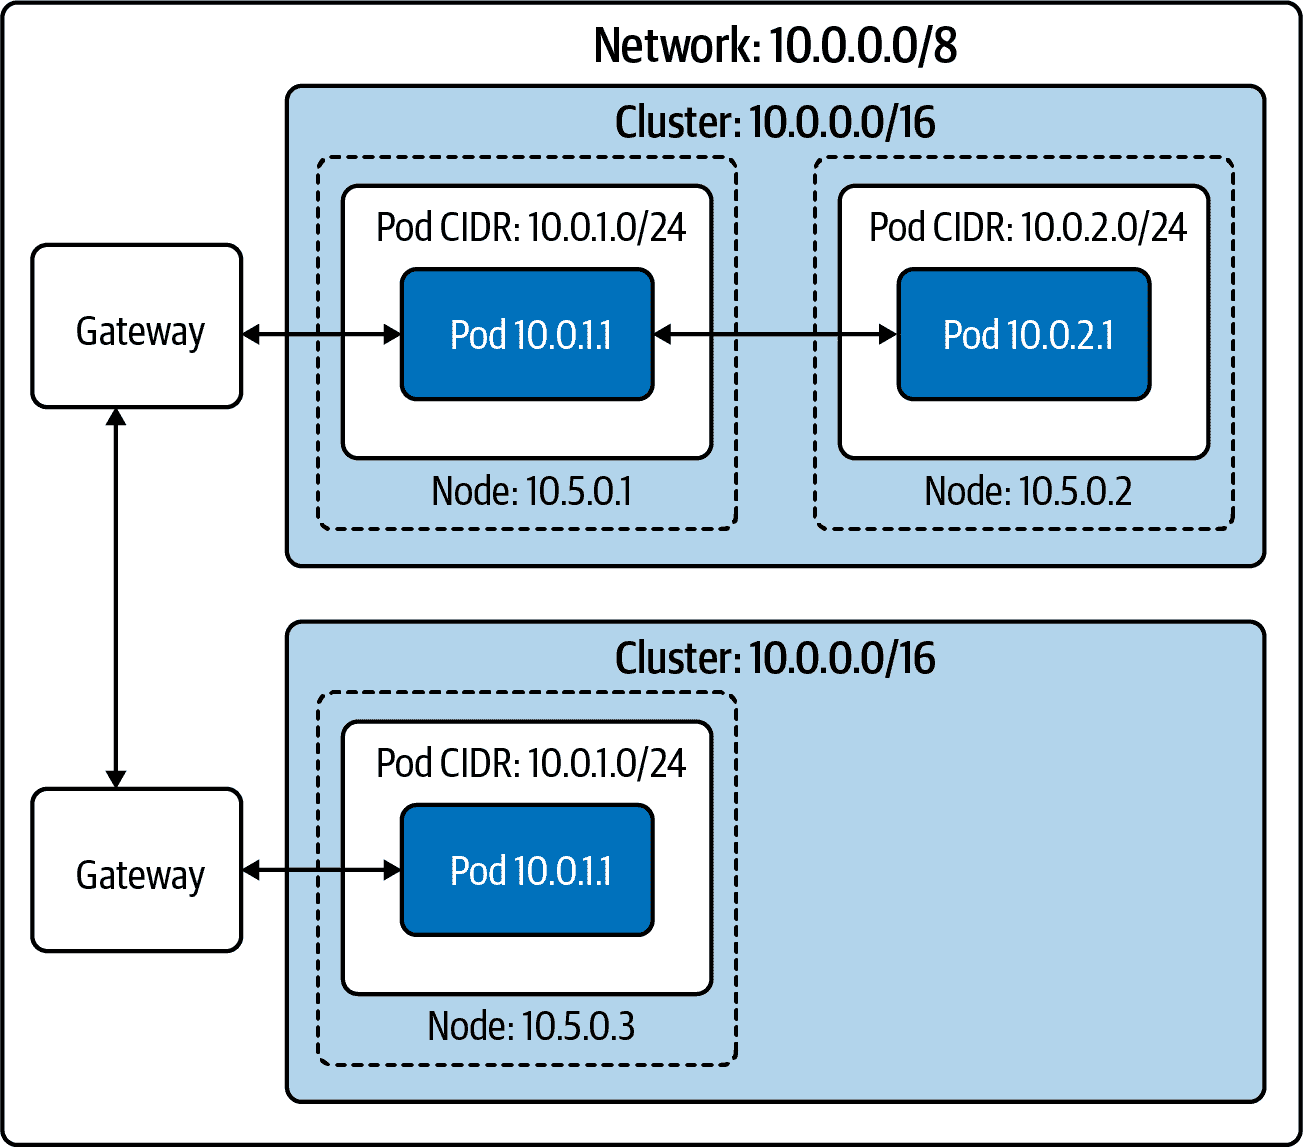 Network: 10.0.0.0/8
Cluster: 10.0.0.0/16
Pod CIDR: 10.0.1.0/24
Pod CIDR: 10.0.2.0/24
Gateway
Pod 10.0.1.1
Pod 10.0.2.1
Node: 10.5.0.1
Node: 10.5.0.2
Cluster: 10.0.0.0/16
Pod CIDR: 10.0.1.0/24
Gateway
Pod 10.0.1.1
Node: 10.5.0.3